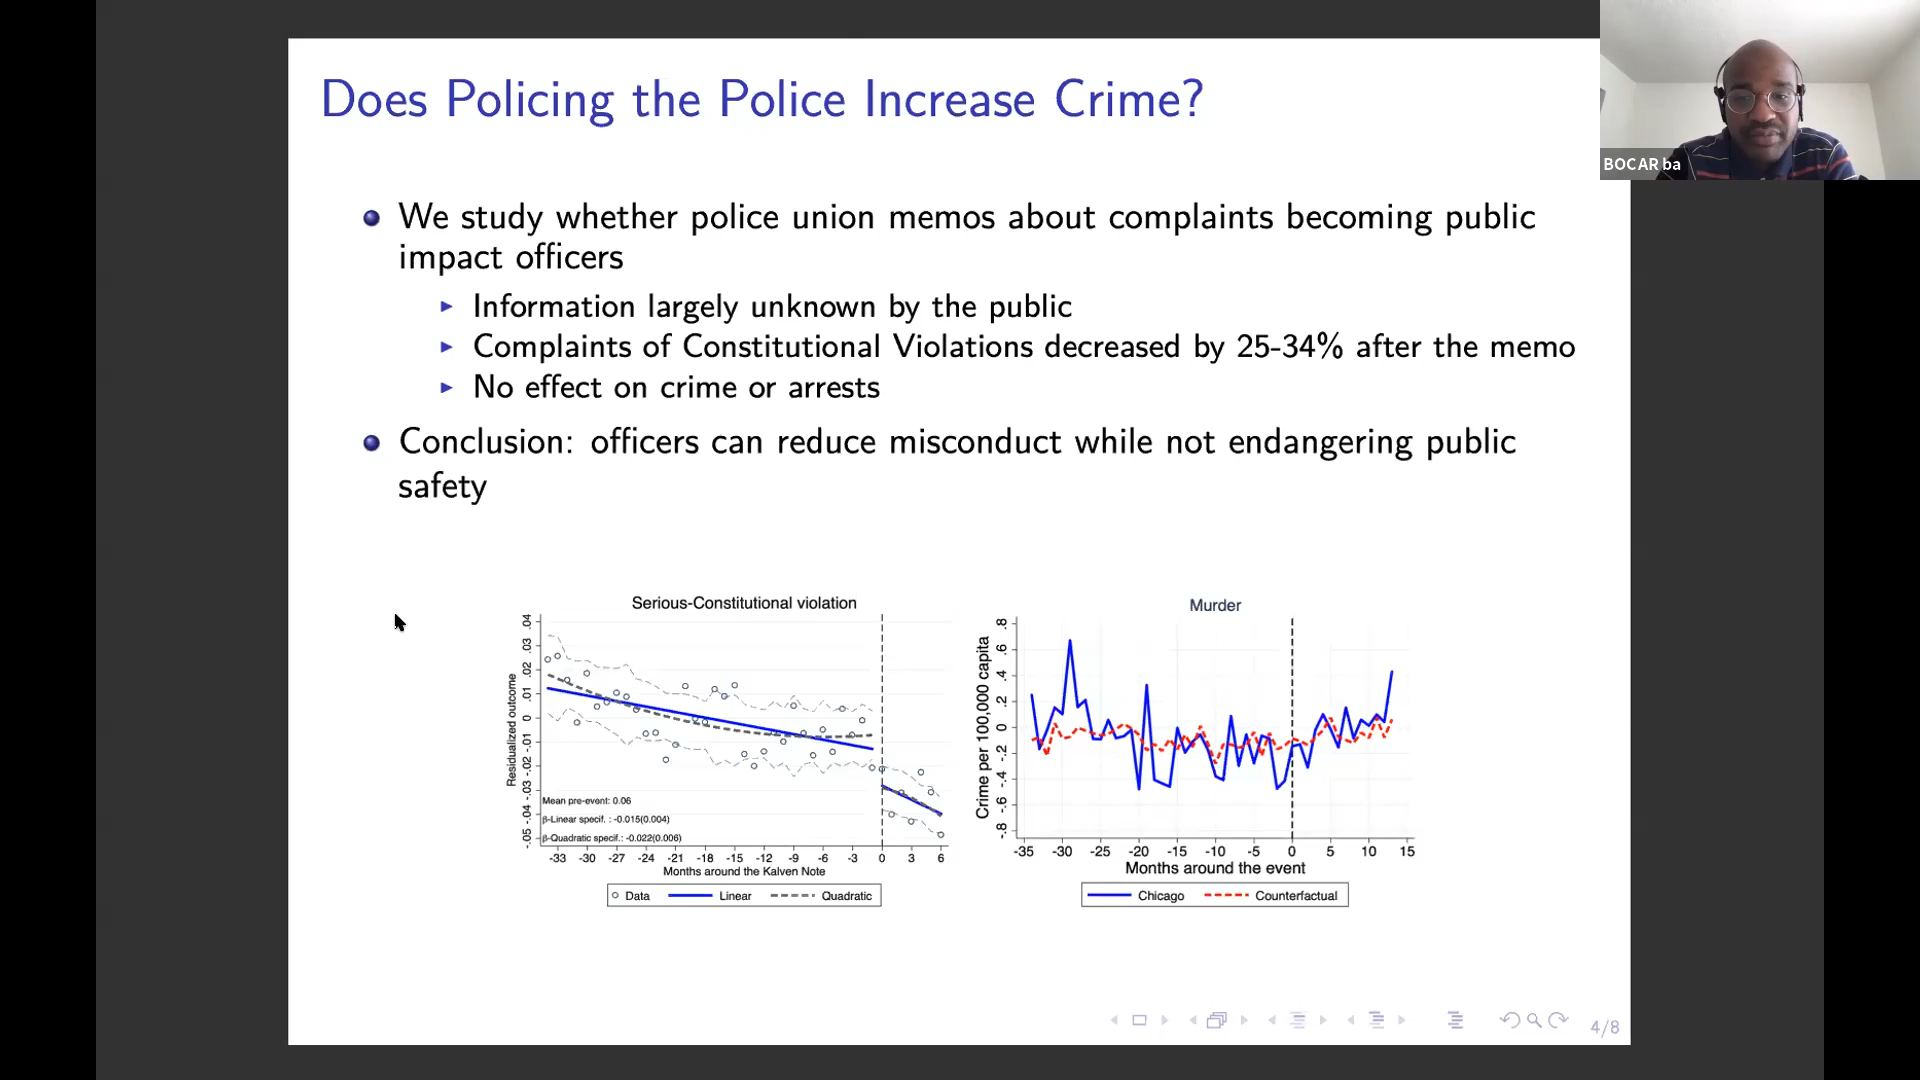 Does Policing the Police Increase Crime?
BOCAR ba
We study whether police union memos about complaints becoming public
impact officers
Information largely unknown by the public
Complaints of Constitutional Violations decreased by 25-34% after the memo
No effect on crime or arrests
Conclusion: officers can reduce misconduct while not endangering public
safety
Serious-Constitutional violation
Residualized outcome
.04
.03
.02
.01
0
-.01
-.02
-.03
-.04
-.05
Mean pre-event: 0.06
β-Linear specif. : -0.015(0.004)
β-Quadratic specif.: -0.022(0.006)
-33 -30 -27 -24 -21 -18 -15 -12 -9 -6 -3 0 3 6
Months around the Kalven Note
Data Linear Quadratic
Murder
Crime per 100,000 capita
.8
.6
.4
.2
0
-.2
-.4
-.6
-.8
-35 -30 -25 -20 -15 -10 -5 0 5 10 15
Months around the event
Chicago Counterfactual
4/8